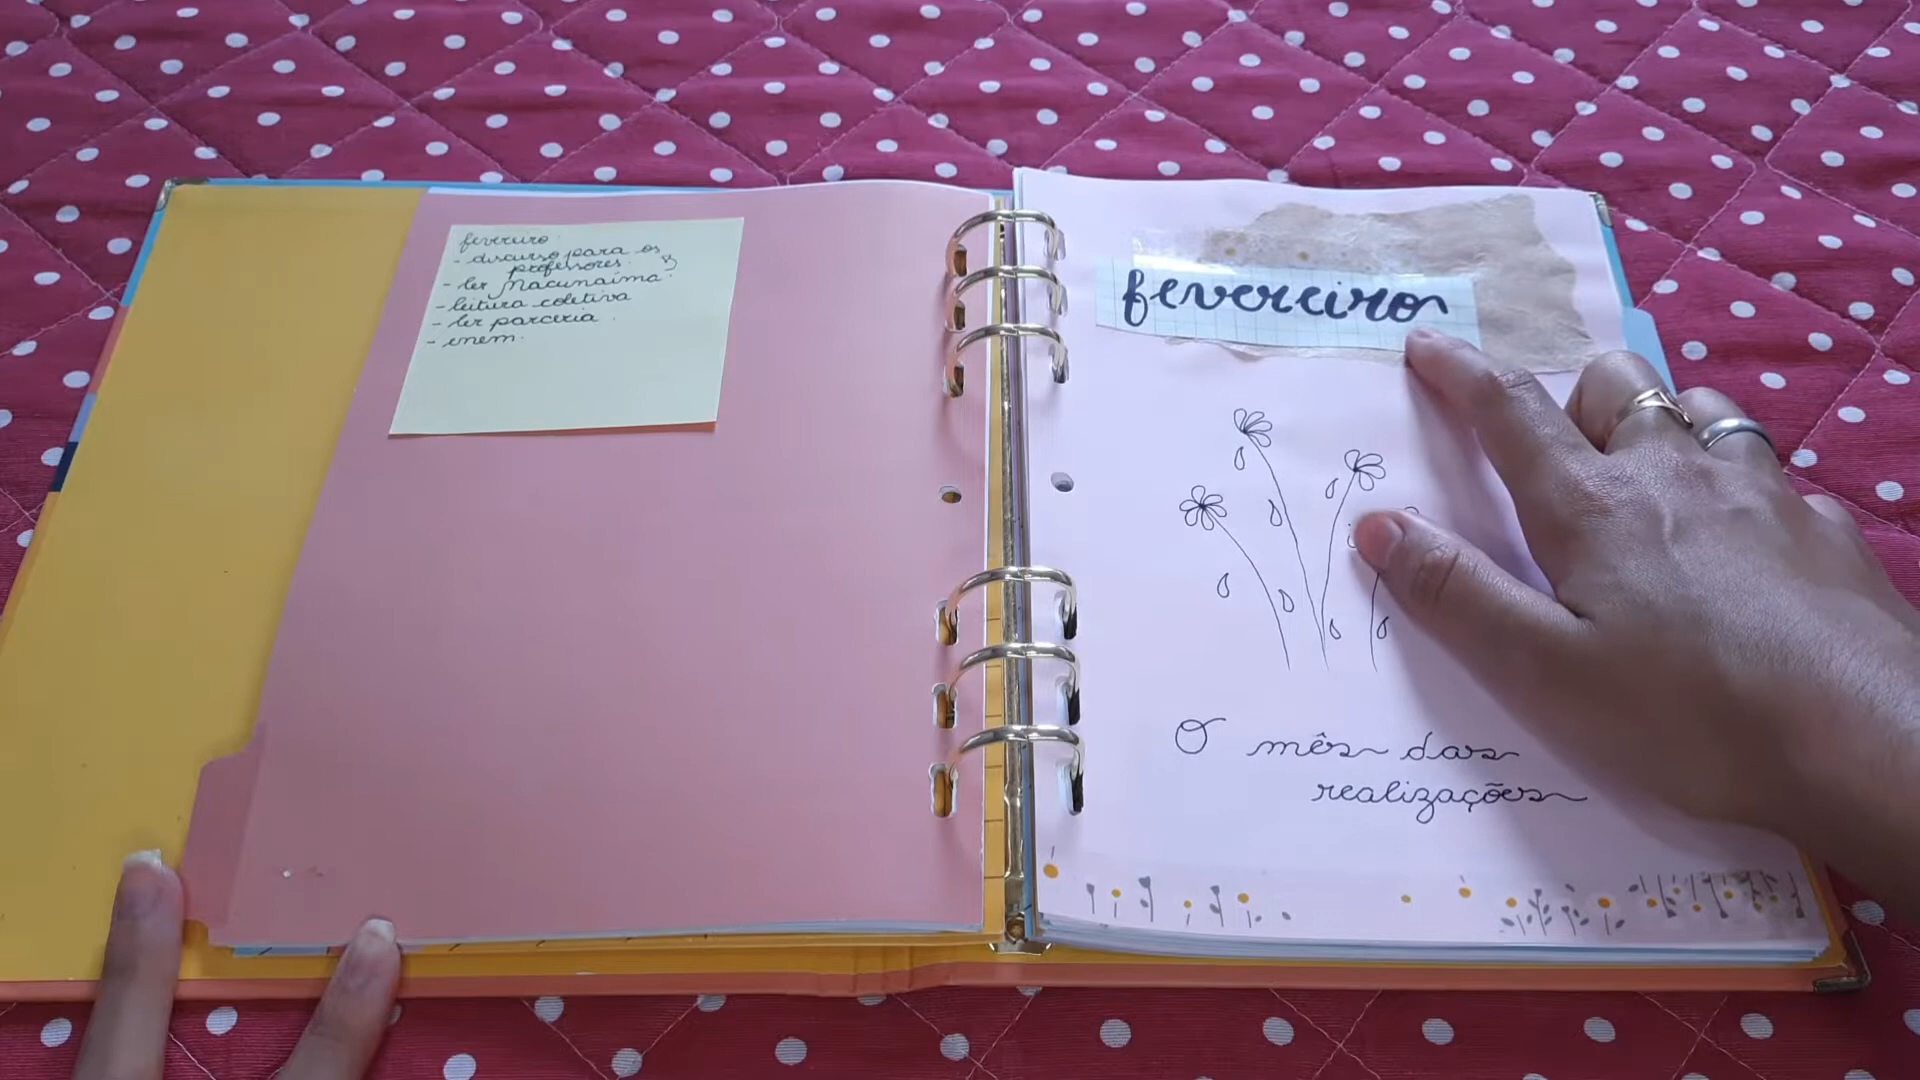 fevereiro
- discurso para os
professores.
- ler Macunaíma
- leitura coletiva
- ler parceria
- enem
fevereiro
O mês das
realizações